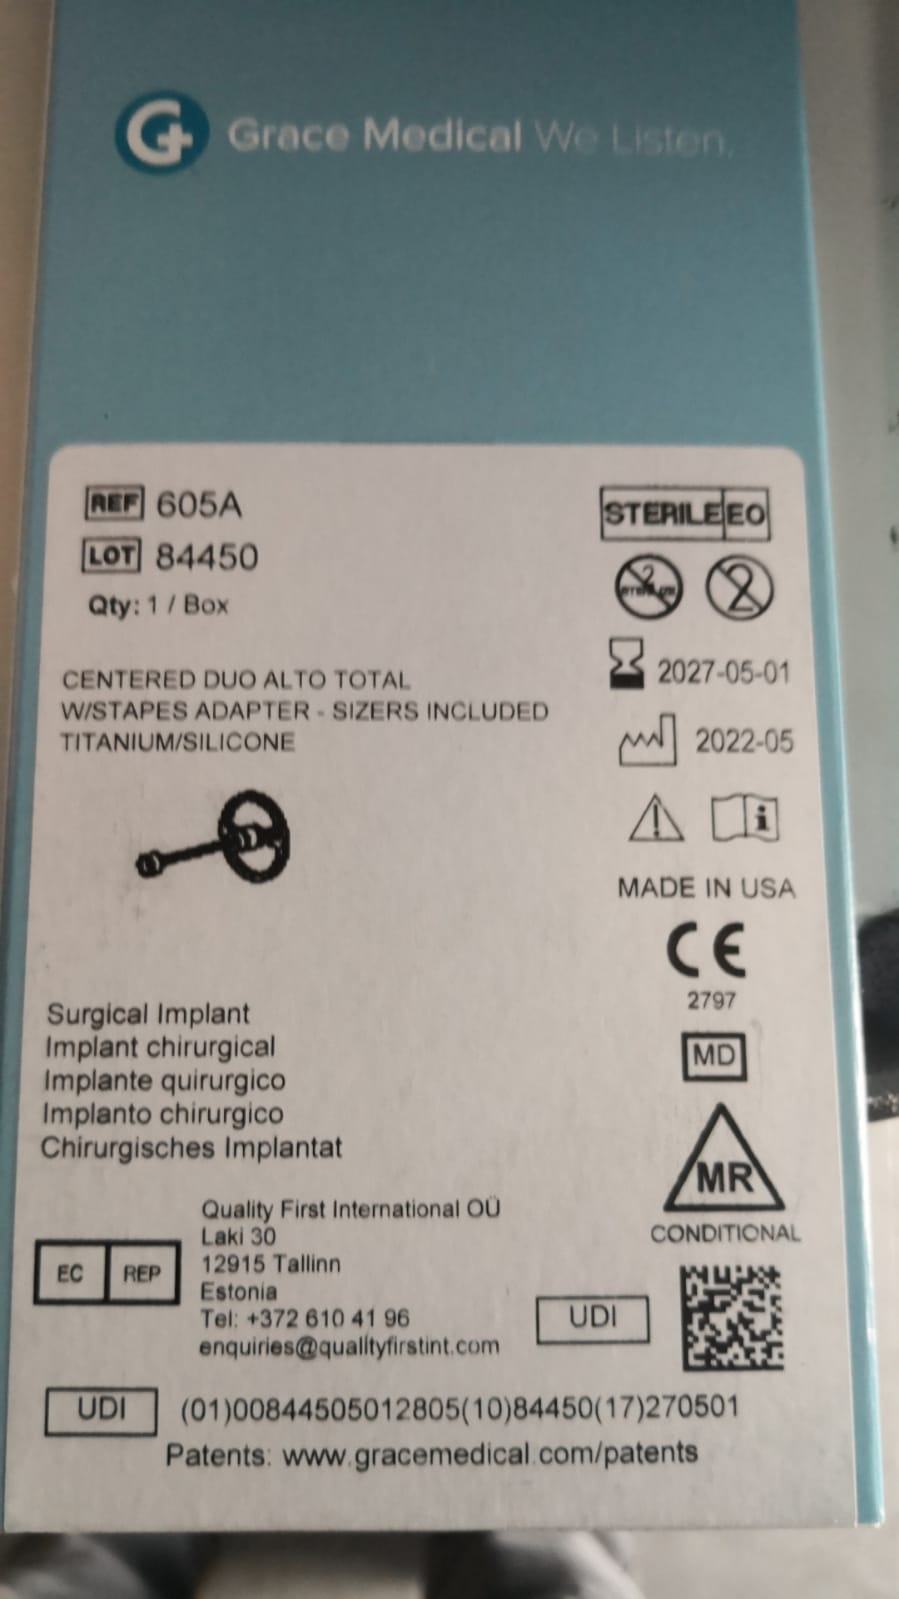 Grace Medical We Listen.
REF 605A
LOT 84450
Qty: 1 / Box
STERILE EO
2
STERILIZE
2
2027-05-01
2022-05
CENTERED DUO ALTO TOTAL
W/STAPES ADAPTER - SIZERS INCLUDED
TITANIUM/SILICONE
MADE IN USA
CE
2797
MD
MR
CONDITIONAL
Surgical Implant
Implant chirurgical
Implante quirurgico
Implanto chirurgico
Chirurgisches Implantat
EC REP
Quality First International OÜ
Laki 30
12915 Tallinn
Estonia
Tel: +372 610 41 96
enquiries@qualityfirstint.com
UDI
UDI (01)00844505012805(10)84450(17)270501
Patents: www.gracemedical.com/patents